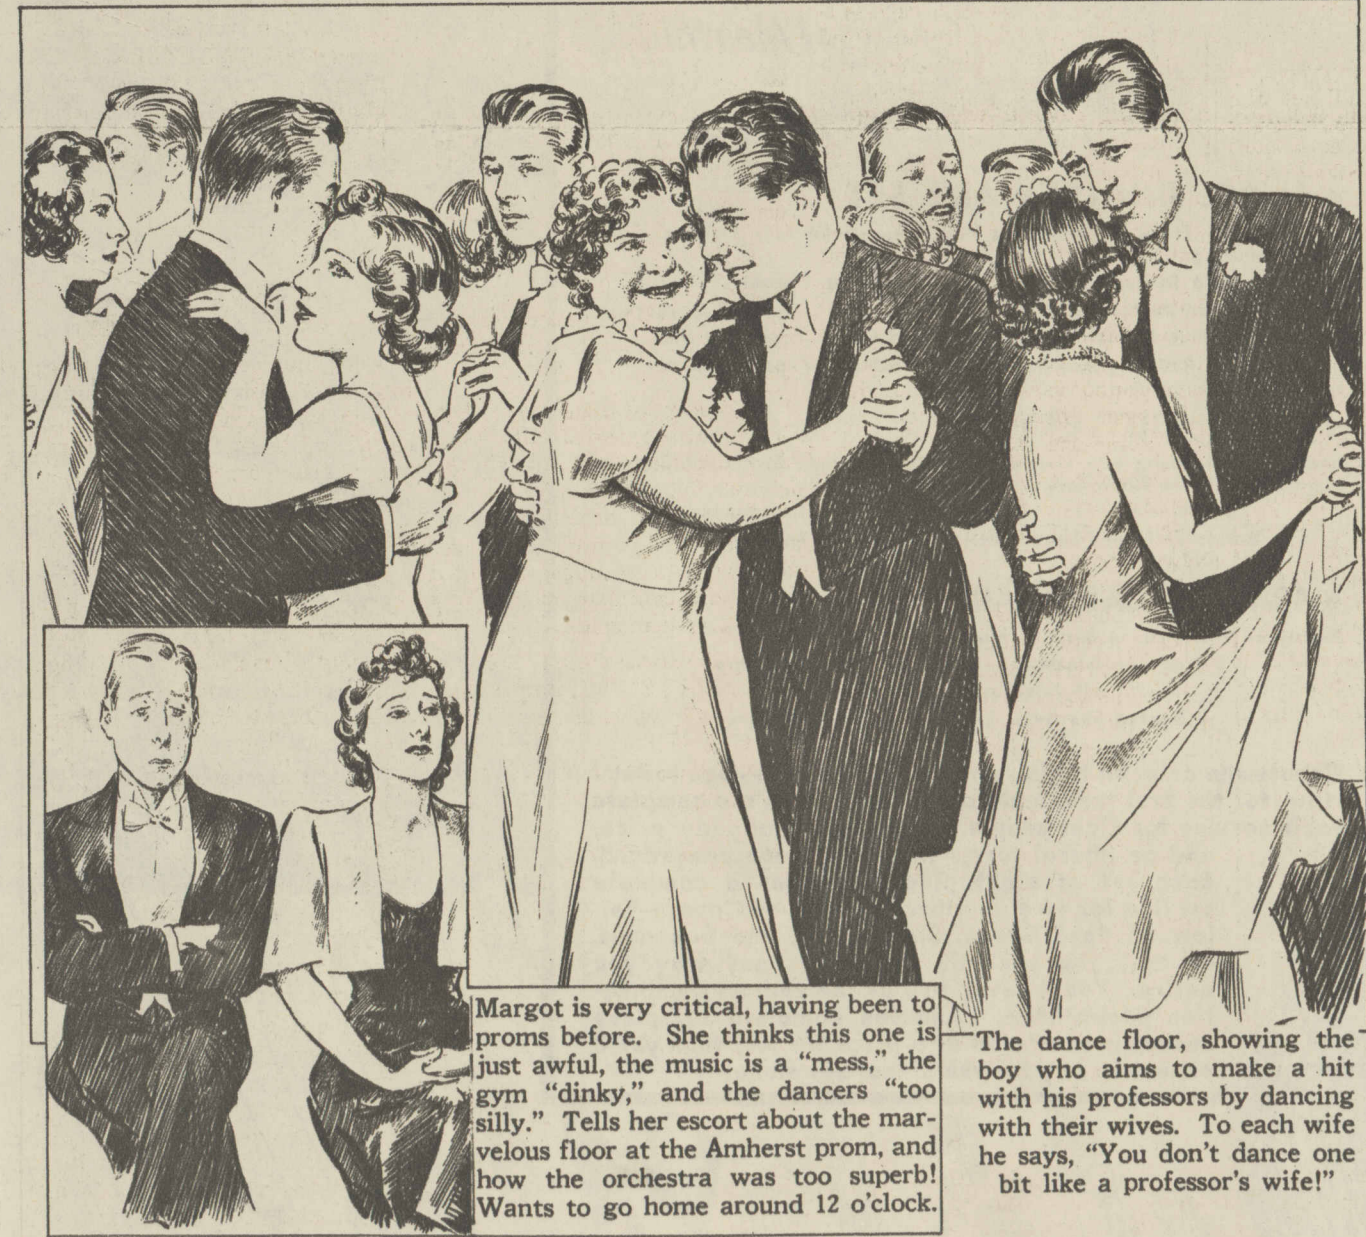 Margot is very critical, having been to
proms before. She thinks this one is
just awful, the music is a “mess,” the
gym “dinky,” and the dancers “too
silly.” Tells her escort about the mar-
velous floor at the Amherst prom, and
how the orchestra was too superb!
Wants to go home around 12 o'clock.
The dance floor, showing the
boy who aims to make a hit
with his professors by dancing
with their wives. To each wife
he says, “You don't dance one
bit like a professor's wife!”